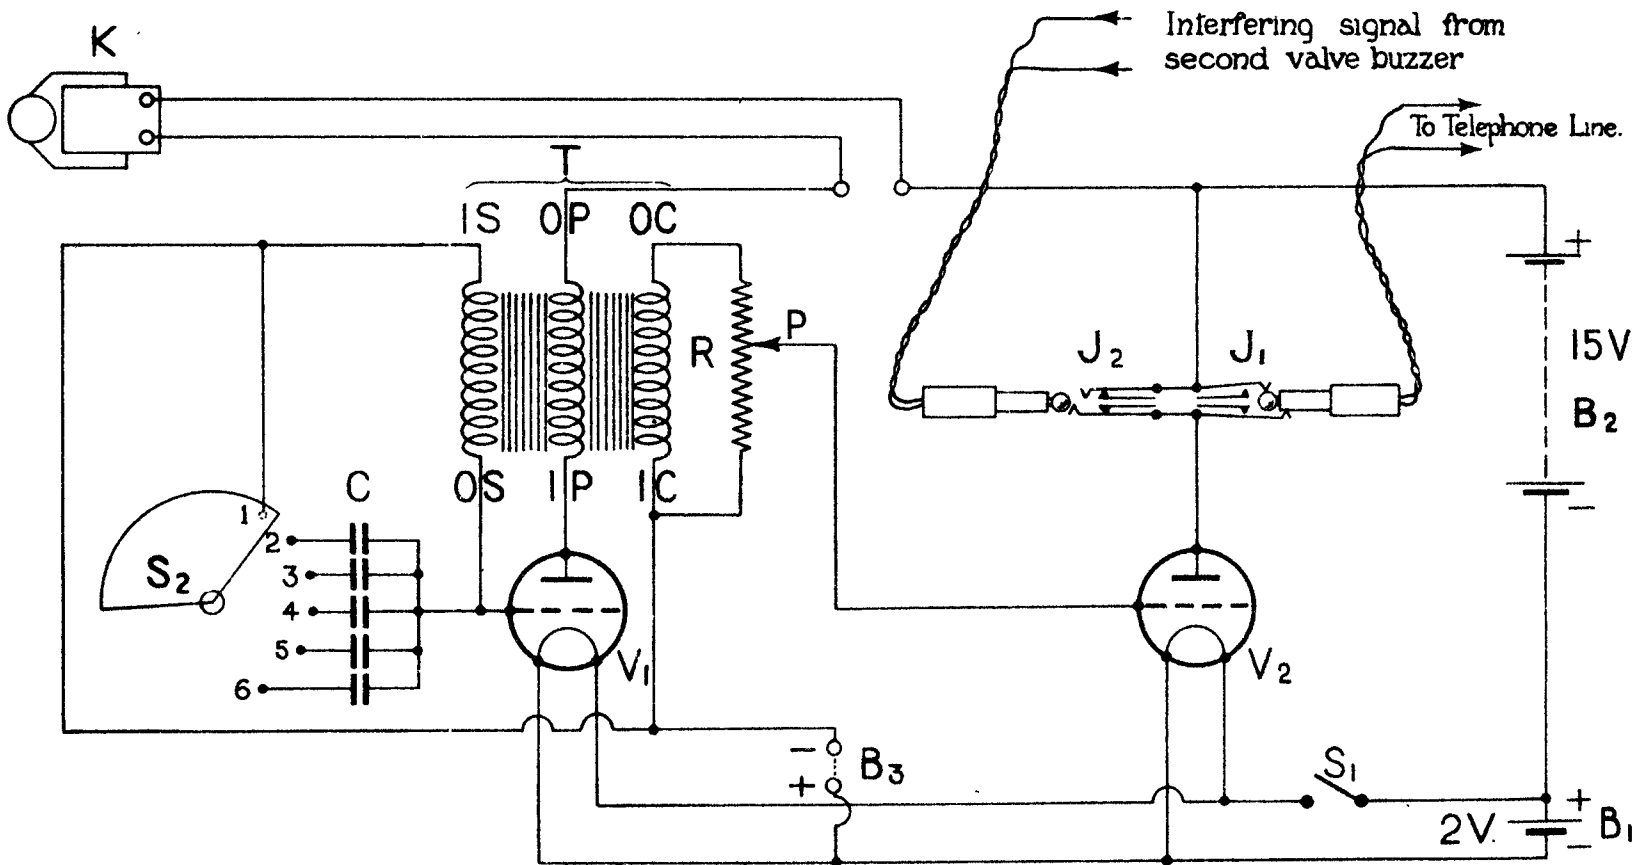 K
Interfering signal from
second valve buzzer
To Telephone Line.
T
IS OP OC
+
P
R
J2 J1
15V
B2
C
OS IP IC
−
1
2
S2
3
4
5
6
V1
V2
−
B3
+
S1
+
2V.
B1
−